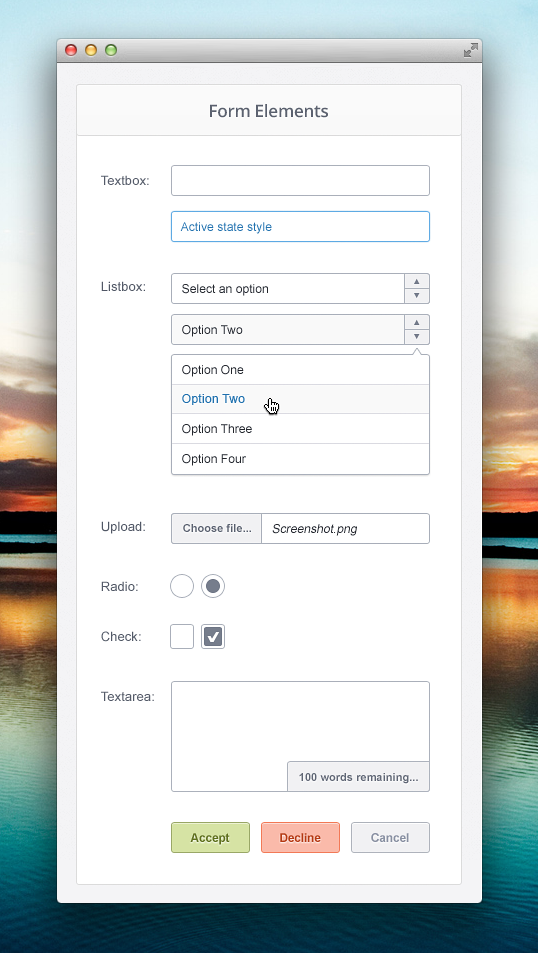 Form Elements
Textbox:
Active state style
Listbox:
Select an option
Option Two
Option One
Option Two
Option Three
Option Four
Upload:
Choose file...
Screenshot.png
Radio:
Check:
Textarea:
100 words remaining...
Accept
Decline
Cancel